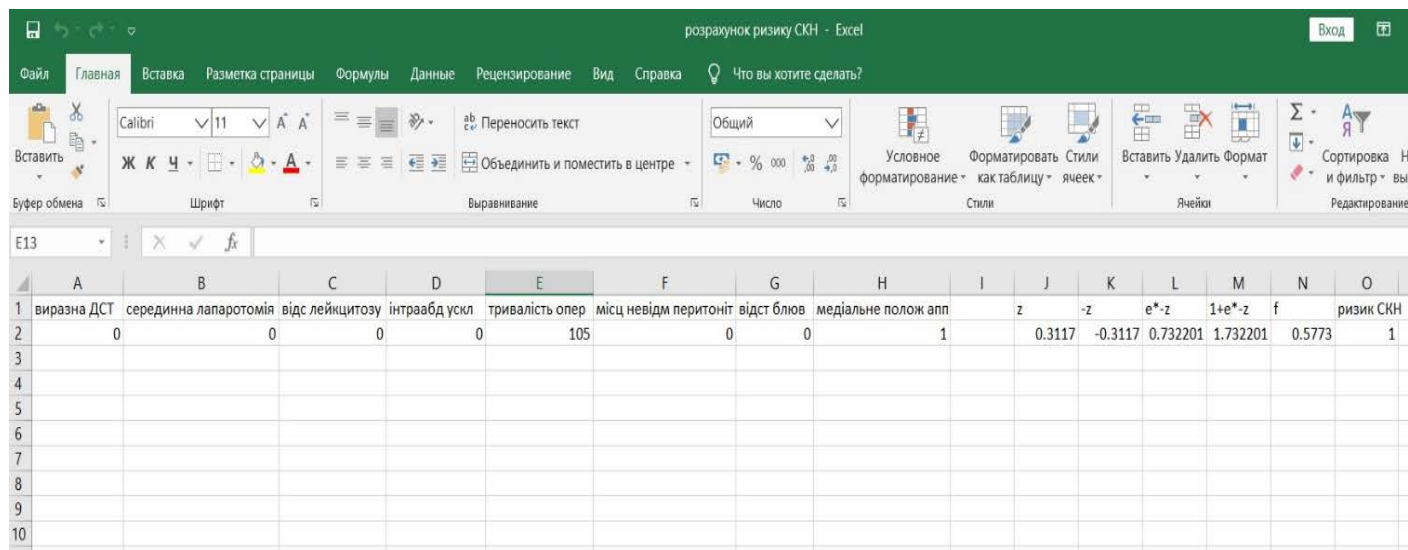 розрахунок ризику СКН - Excel
Вход
Файл Главная Вставка Разметка страницы Формулы Данные Рецензирование Вид Справка Что вы хотите сделать?
Вставить
Calibri 11
Ж К Ч
Переносить текст
Объединить и поместить в центре
Общий
% 000
Условное форматирование
Форматировать как таблицу
Стили ячеек
Вставить Удалить Формат
Сортировка и фильтр
Буфер обмена Шрифт Выравнивание Число Стили Ячейки Редактирование
E13 fx
A B C D E F G H I J K L M N O
1 виразна ДСТ серединна лапаротомія відс лейкцитозу інтраабд ускл тривалість опер місц невідм перитоніт відст блюв медіальне полож апп z -z e*-z 1+e*-z f ризик СКН
2 0 0 0 0 105 0 0 1 0.3117 -0.3117 0.732201 1.732201 0.5773 1
3
4
5
6
7
8
9
10